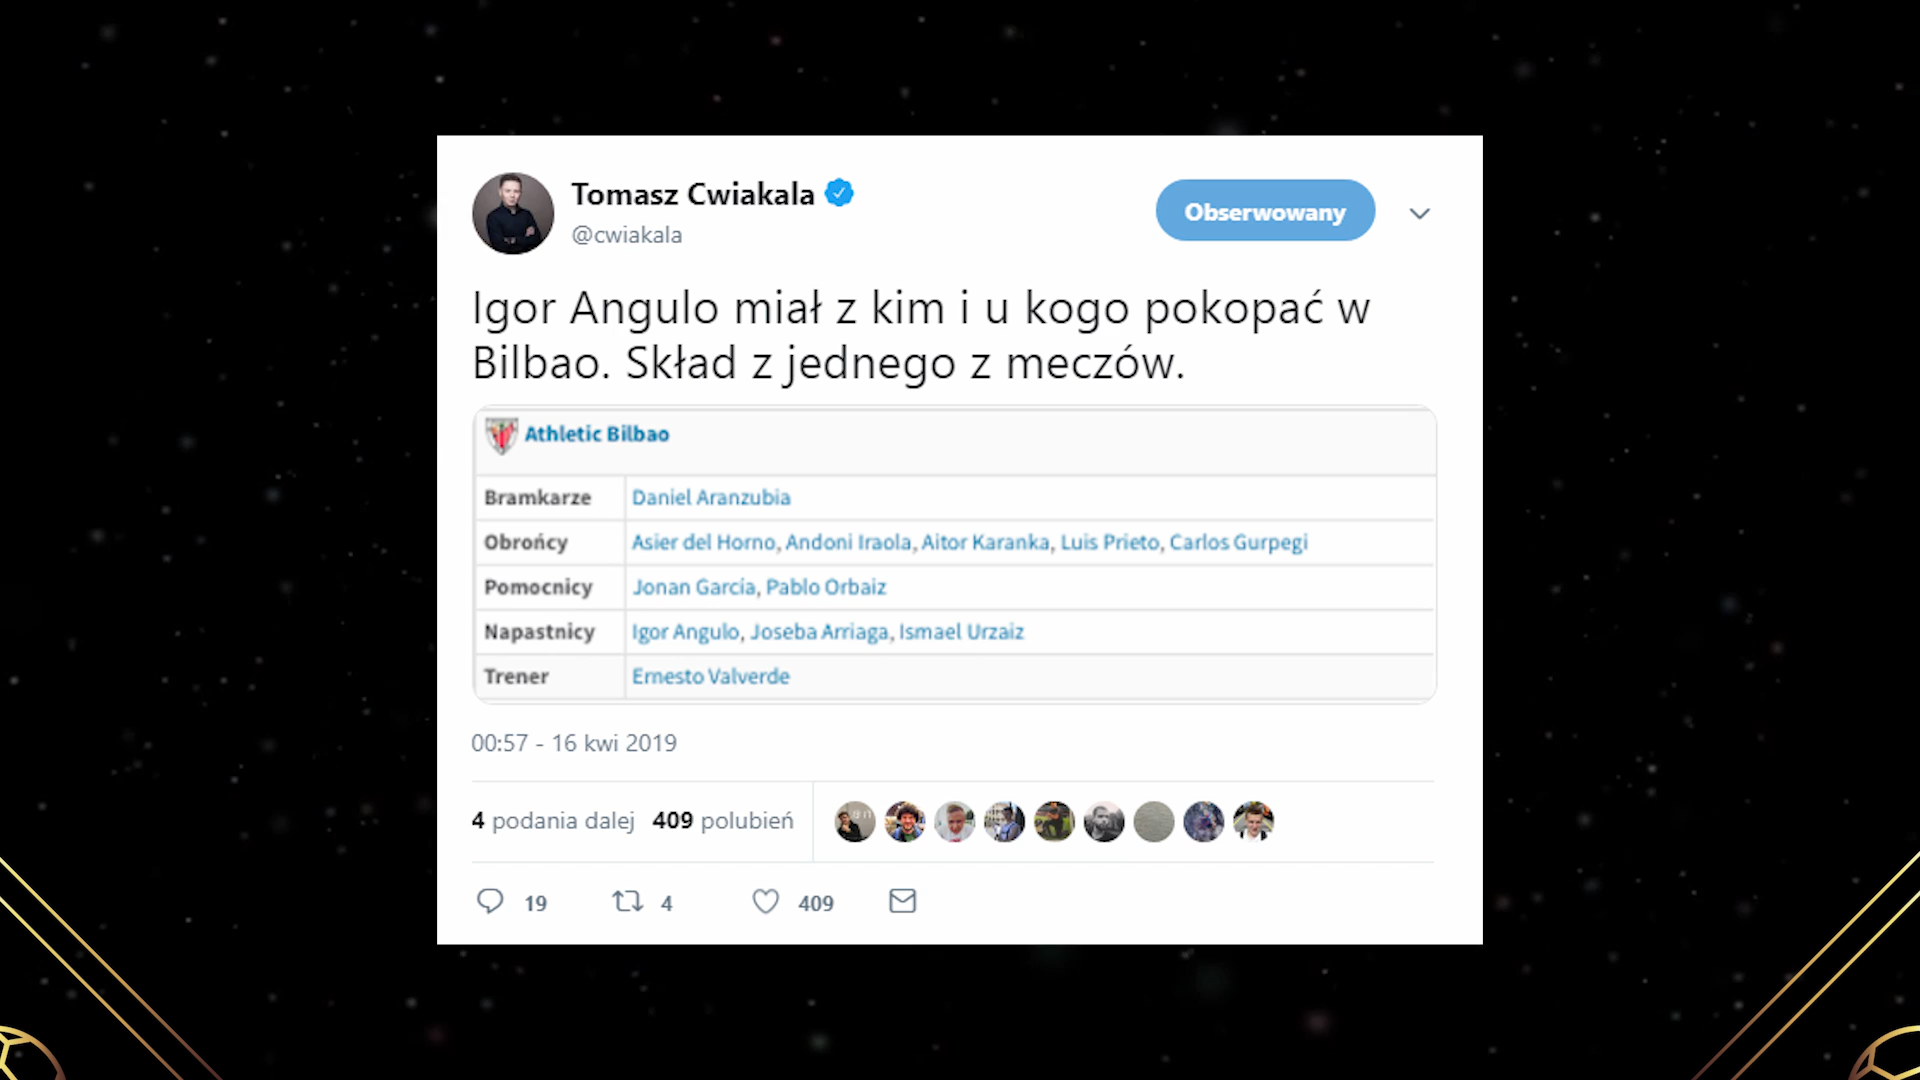 Tomasz Cwiakala
@cwiakala
Obserwowany
Igor Angulo miał z kim i u kogo pokopać w
Bilbao. Skład z jednego z meczów.
Athletic Bilbao
Bramkarze Daniel Aranzubia
Obrońcy Asier del Horno, Andoni Iraola, Aitor Karanka, Luis Prieto, Carlos Gurpegi
Pomocnicy Jonan García, Pablo Orbaiz
Napastnicy Igor Angulo, Joseba Arriaga, Ismael Urzaiz
Trener Ernesto Valverde
00:57 - 16 kwi 2019
4 podania dalej 409 polubień
19 4 409